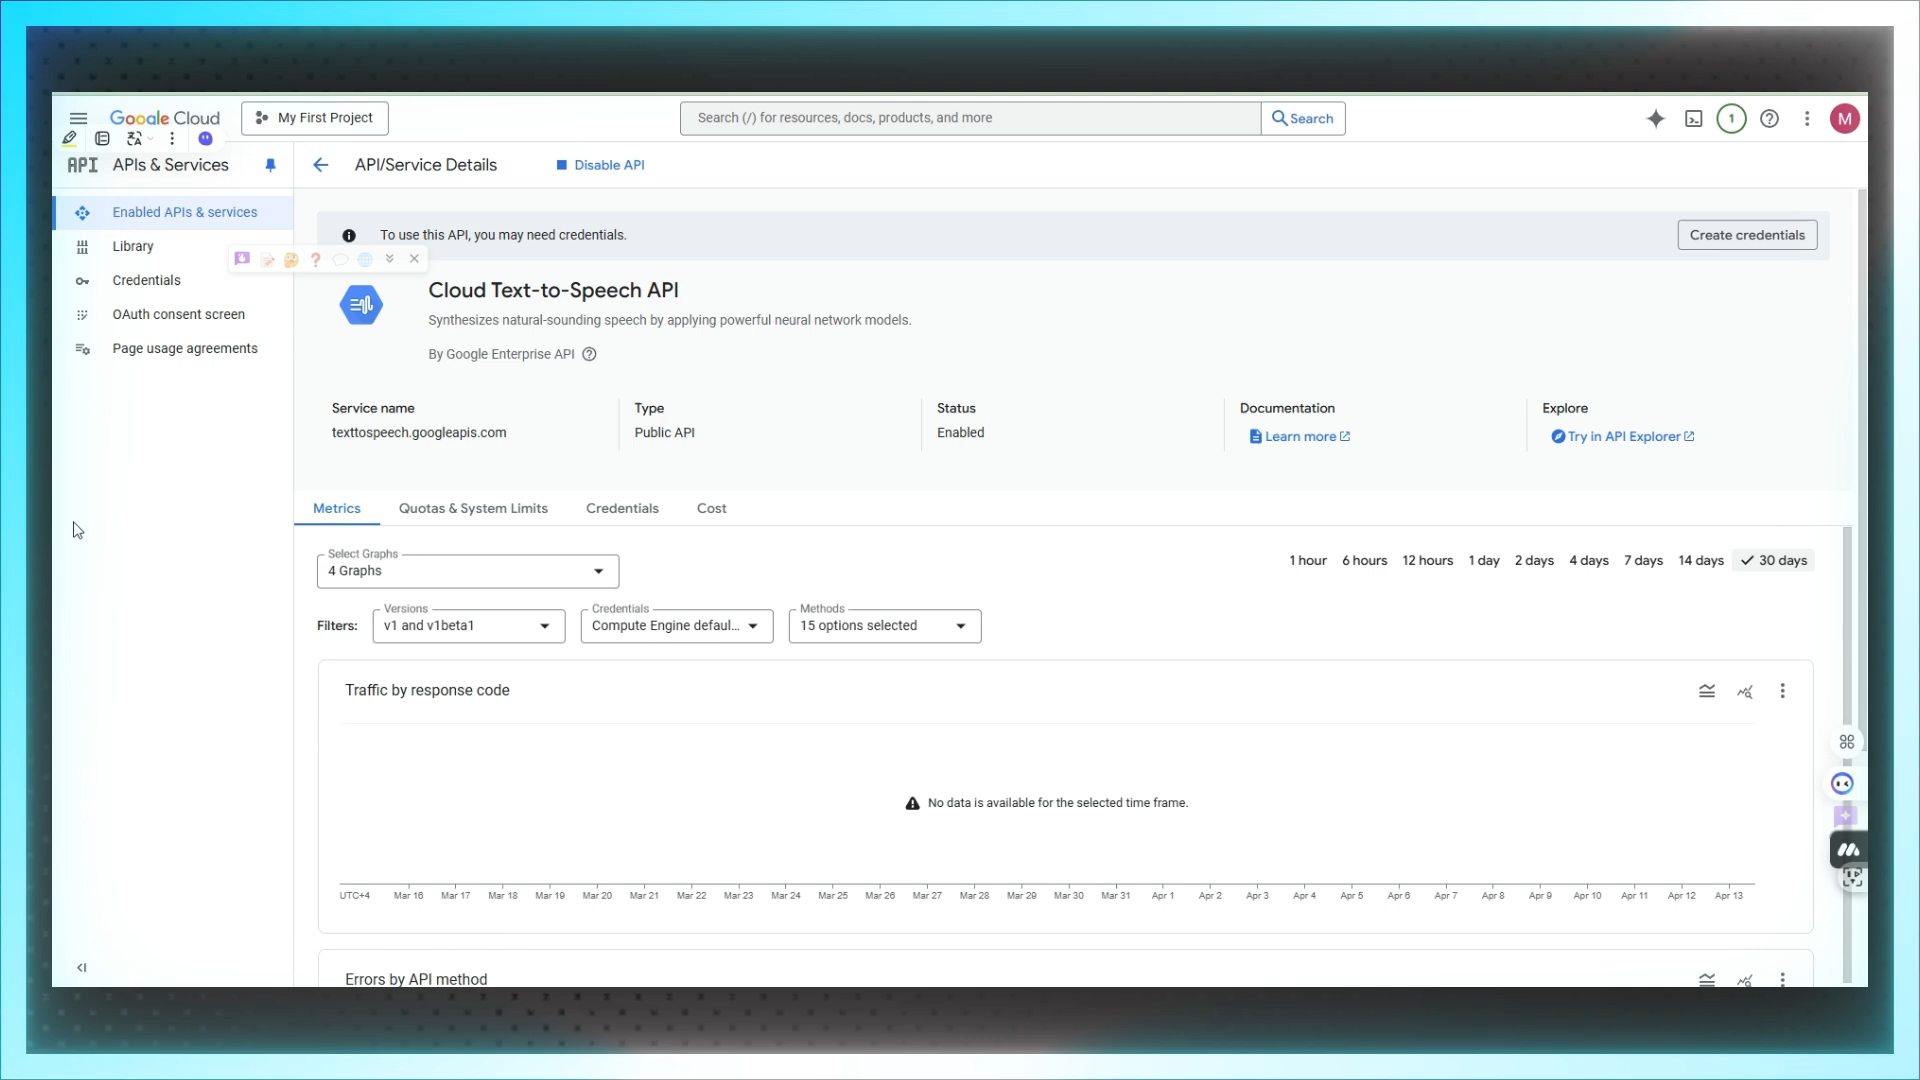 Google Cloud
My First Project
Search (/) for resources, docs, products, and more
Search
1
M
API APIs & Services
API/Service Details
Disable API
Enabled APIs & services
Library
Credentials
OAuth consent screen
Page usage agreements
To use this API, you may need credentials.
Create credentials
Cloud Text-to-Speech API
Synthesizes natural-sounding speech by applying powerful neural network models.
By Google Enterprise API
Service name
texttospeech.googleapis.com
Type
Public API
Status
Enabled
Documentation
Learn more
Explore
Try in API Explorer
Metrics
Quotas & System Limits
Credentials
Cost
Select Graphs
4 Graphs
1 hour
6 hours
12 hours
1 day
2 days
4 days
7 days
14 days
30 days
Filters:
Versions
v1 and v1beta1
Credentials
Compute Engine defaul...
Methods
15 options selected
Traffic by response code
No data is available for the selected time frame.
UTC+4 Mar 16 Mar 17 Mar 18 Mar 19 Mar 20 Mar 21 Mar 22 Mar 23 Mar 24 Mar 25 Mar 26 Mar 27 Mar 28 Mar 29 Mar 30 Mar 31 Apr 1 Apr 2 Apr 3 Apr 4 Apr 5 Apr 6 Apr 7 Apr 8 Apr 9 Apr 10 Apr 11 Apr 12 Apr 13
Errors by API method